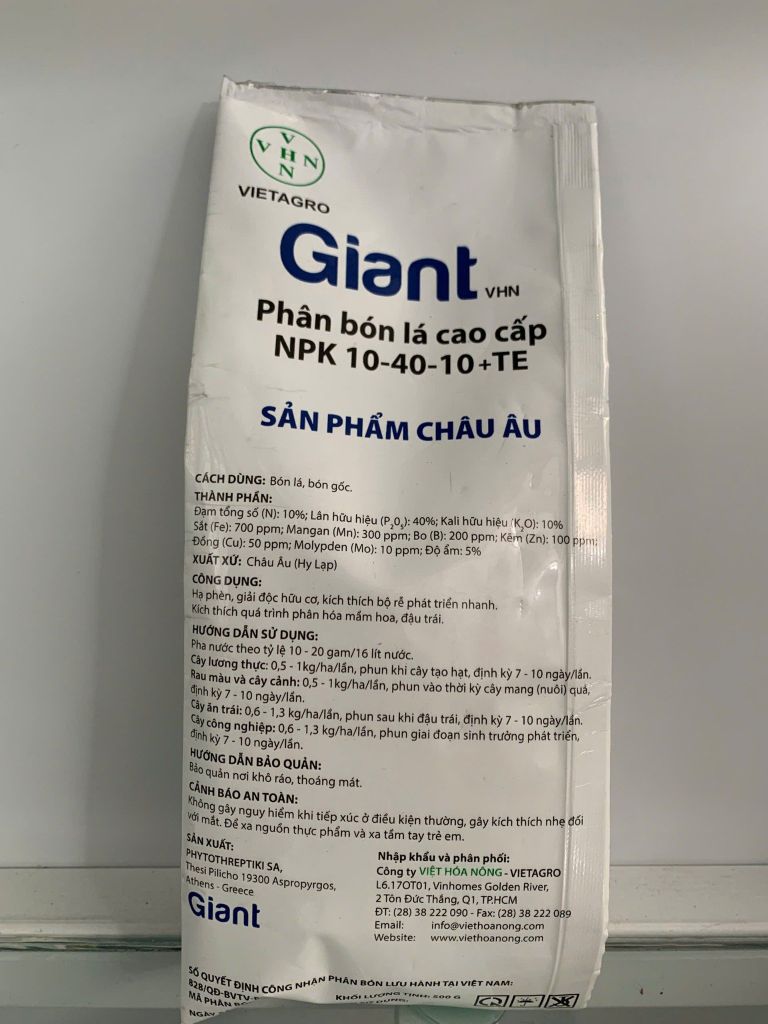 V
VHN
N
VIETAGRO
Giant VHN
Phân bón lá cao cấp
NPK 10-40-10+TE
SẢN PHẨM CHÂU ÂU
CÁCH DÙNG: Bón lá, bón gốc.
THÀNH PHẦN:
Đạm tổng số (N): 10%; Lân hữu hiệu (P₂0₅): 40%; Kali hữu hiệu (K₂O): 10%
Sắt (Fe): 700 ppm; Mangan (Mn): 300 ppm; Bo (B): 200 ppm; Kẽm (Zn): 100 ppm;
Đồng (Cu): 50 ppm; Molypden (Mo): 10 ppm; Độ ẩm: 5%
XUẤT XỨ: Châu Âu (Hy Lạp)
CÔNG DỤNG:
Hạ phèn, giải độc hữu cơ, kích thích bộ rễ phát triển nhanh.
Kích thích quá trình phân hóa mầm hoa, đậu trái.
HƯỚNG DẪN SỬ DỤNG:
Pha nước theo tỷ lệ 10 - 20 gam/16 lít nước.
Cây lương thực: 0,5 - 1kg/ha/lần, phun khi cây tạo hạt, định kỳ 7 - 10 ngày/lần.
Rau màu và cây cảnh: 0,5 - 1kg/ha/lần, phun vào thời kỳ cây mang (nuôi) quả,
định kỳ 7 - 10 ngày/lần.
Cây ăn trái: 0,6 - 1,3 kg/ha/lần, phun sau khi đậu trái, định kỳ 7 - 10 ngày/lần.
Cây công nghiệp: 0,6 - 1,3 kg/ha/lần, phun giai đoạn sinh trưởng phát triển,
định kỳ 7 - 10 ngày/lần.
HƯỚNG DẪN BẢO QUẢN:
Bảo quản nơi khô ráo, thoáng mát.
CẢNH BÁO AN TOÀN:
Không gây nguy hiểm khi tiếp xúc ở điều kiện thường, gây kích thích nhẹ đối
với mắt. Để xa nguồn thực phẩm và xa tầm tay trẻ em.
SẢN XUẤT:
PHYTOTHREPTIKI SA,
Thesi Pilicho 19300 Aspropyrgos,
Athens - Greece
Giant
Nhập khẩu và phân phối:
Công ty VIỆT HÓA NÔNG - VIETAGRO
L6.17OT01, Vinhomes Golden River,
2 Tôn Đức Thắng, Q1, TP.HCM
ĐT: (28) 38 222 090 - Fax: (28) 38 222 089
Email: info@viethoanong.com
Website: www.viethoanong.com
SỐ QUYẾT ĐỊNH CÔNG NHẬN PHÂN BÓN LƯU HÀNH TẠI VIỆT NAM:
828/QĐ-BVTV-
MÃ PHÂN
KHỐI LƯỢNG TỊNH: 500 G
NGÀY
DỤNG: